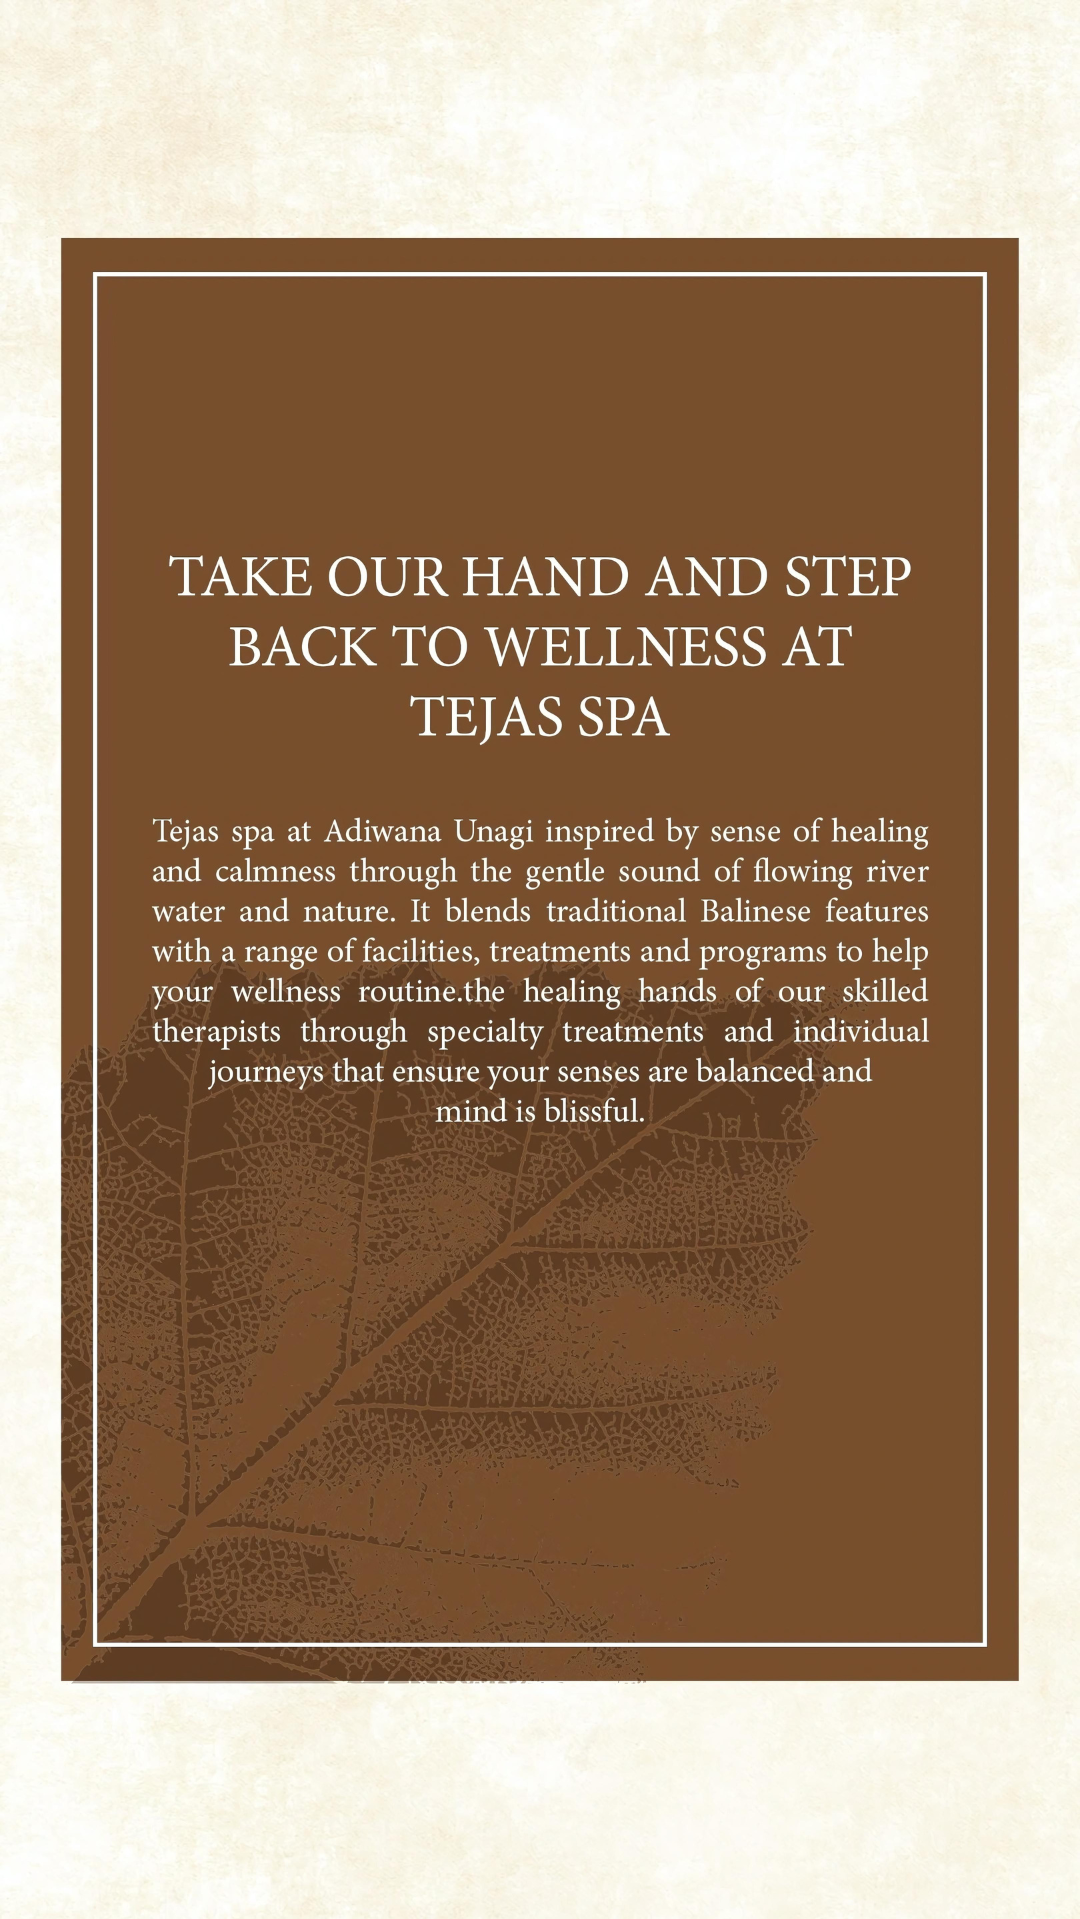 TAKE OUR HAND AND STEP
BACK TO WELLNESS AT
TEJAS SPA
Tejas spa at Adiwana Unagi inspired by sense of healing
and calmness through the gentle sound of flowing river
water and nature. It blends traditional Balinese features
with a range of facilities, treatments and programs to help
your wellness routine.the healing hands of our skilled
therapists through specialty treatments and individual
journeys that ensure your senses are balanced and
mind is blissful.